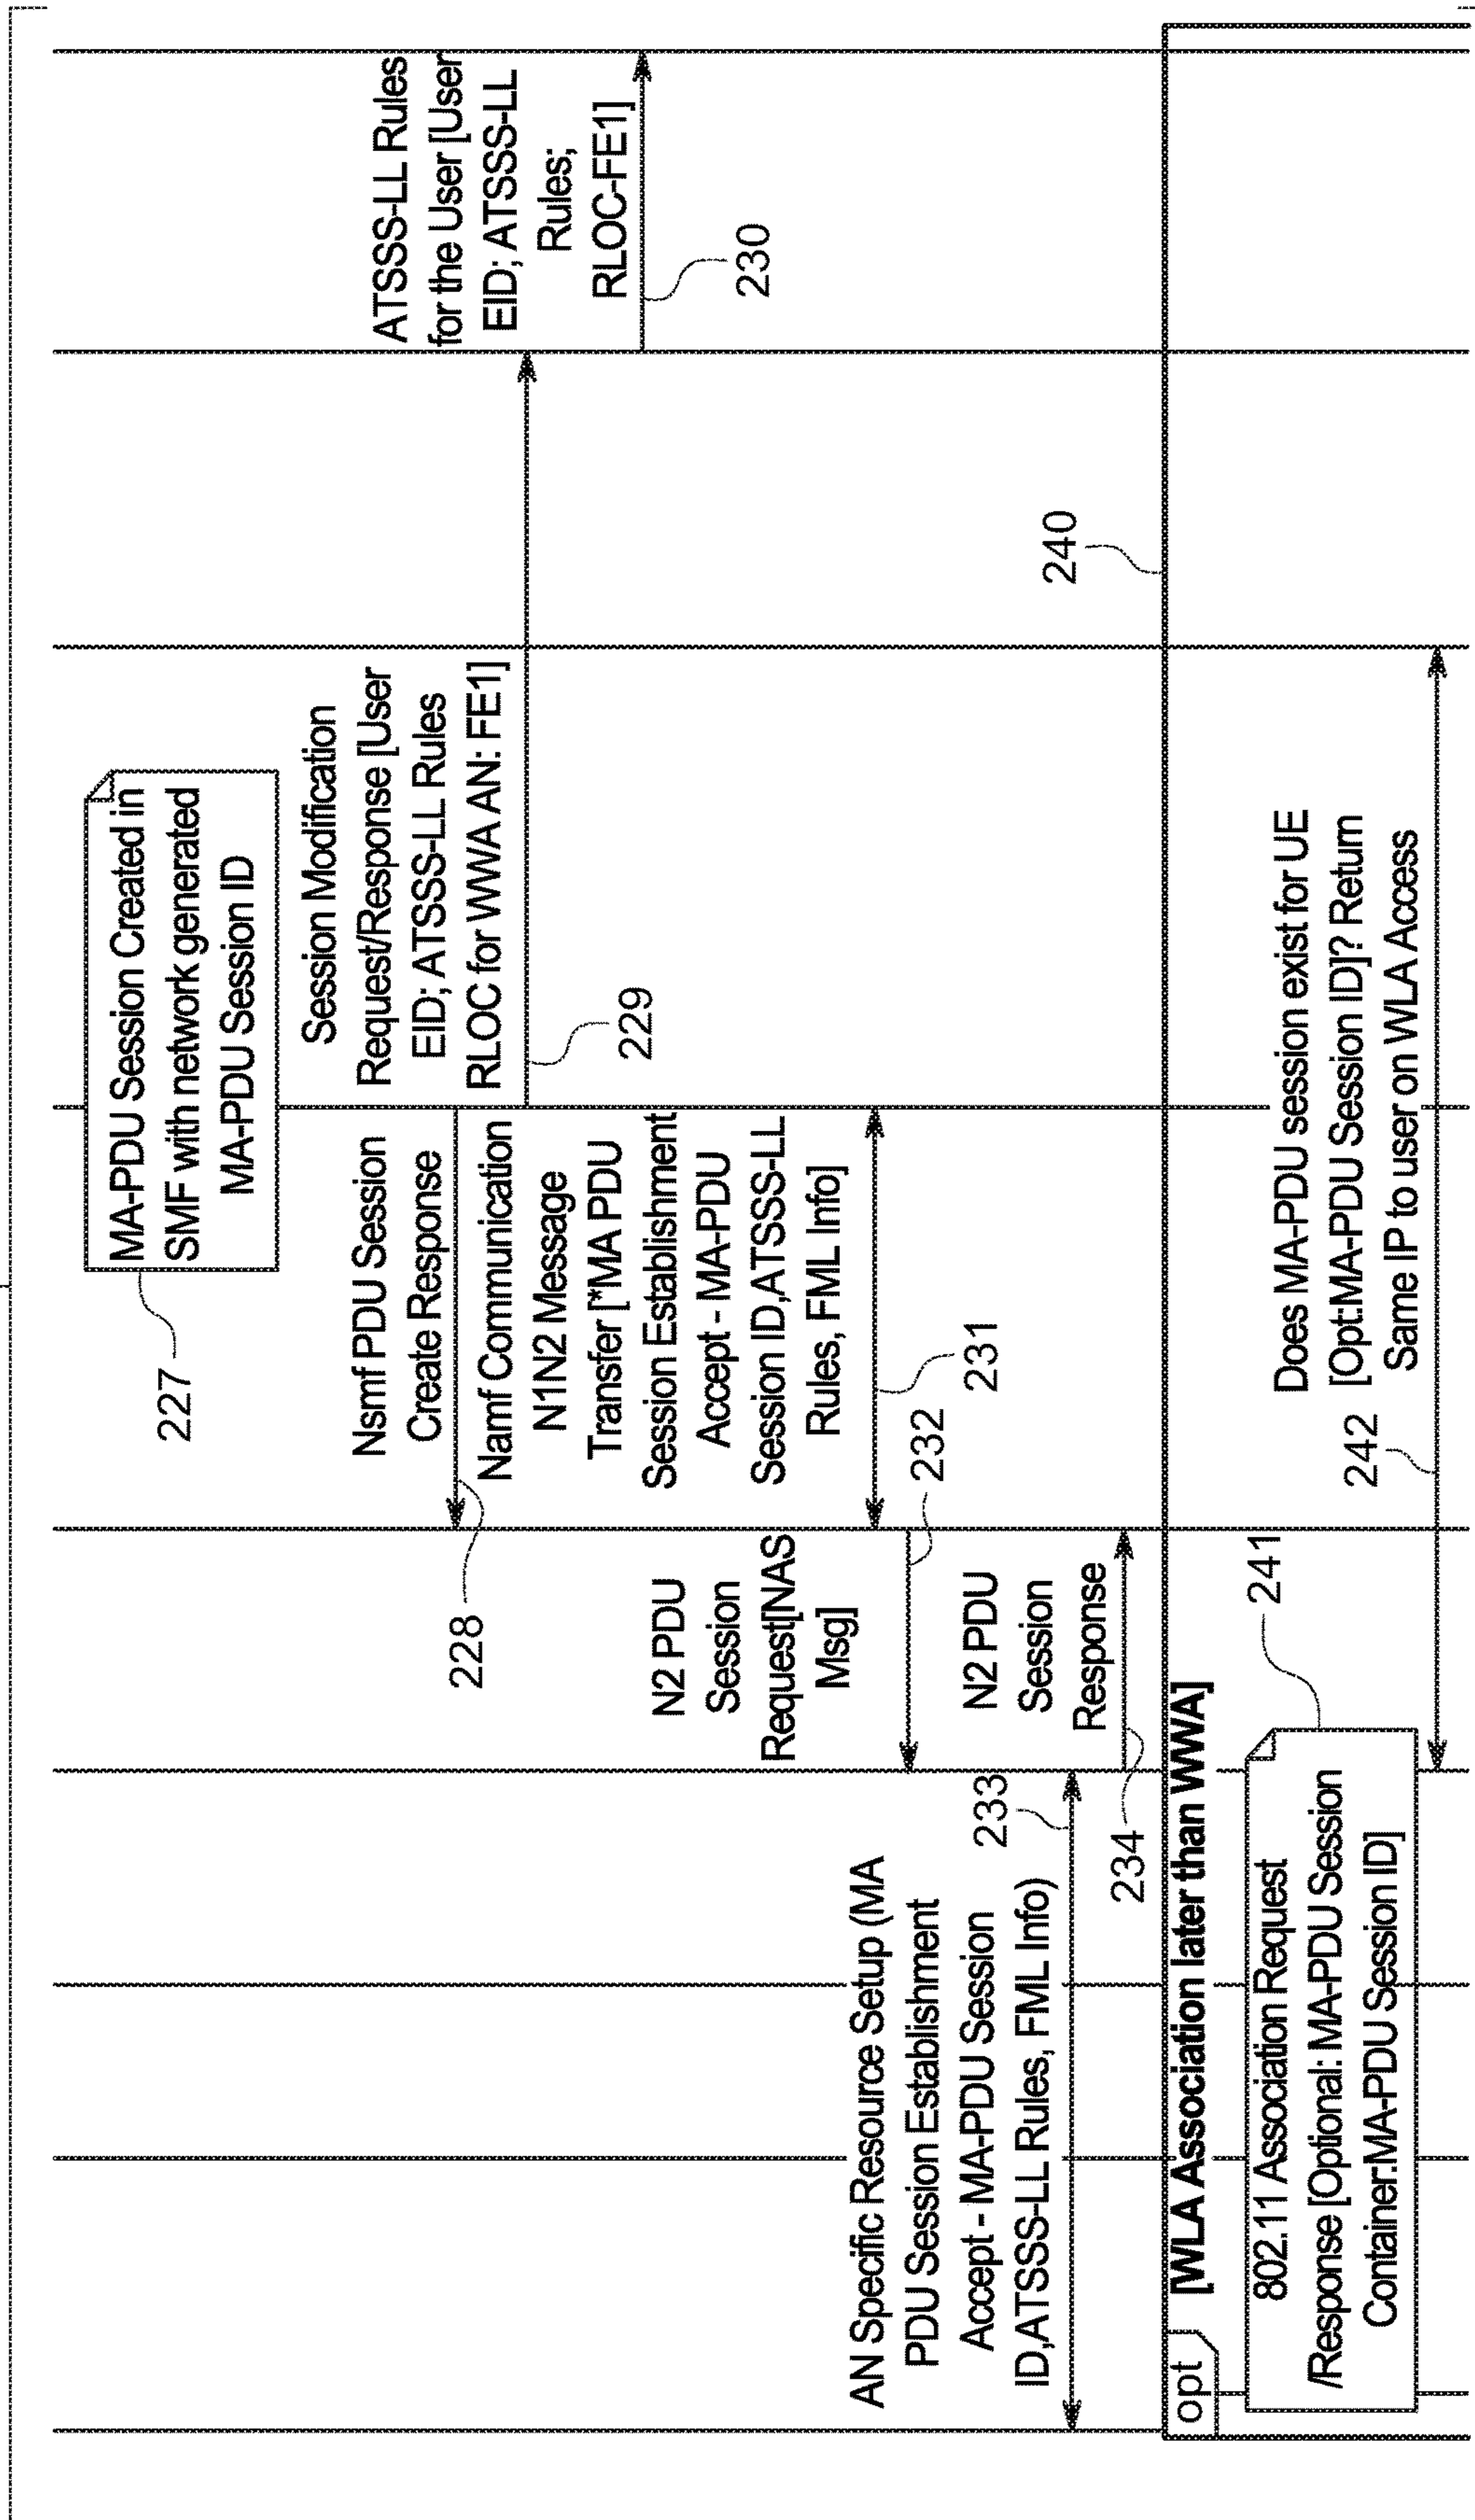 MA-PDU Session Created in
SMF with network generated
MA-PDU Session ID
227
Nsmf PDU Session
Create Response
228
Session Modification
Request/Response [User
EID; ATSSS-LL Rules
RLOC for WWA AN: FE1]
229
ATSSS-LL Rules
for the User [User
EID; ATSSS-LL
Rules;
RLOC-FE1]
230
Namf Communication
N1N2 Message
Transfer [*MA PDU
Session Establishment
Accept - MA-PDU
Session ID,ATSSS-LL
Rules, FML Info]
231
N2 PDU
Session
Request[NAS
Msg]
232
AN Specific Resource Setup (MA
PDU Session Establishment
Accept - MA-PDU Session
ID,ATSSS-LL Rules, FML Info)
233
N2 PDU
Session
Response
234
240
opt
[WLA Association later than WWA]
802.11 Association Request
/Response [Optional: MA-PDU Session
Container:MA-PDU Session ID]
241
Does MA-PDU session exist for UE
[Opt:MA-PDU Session ID]? Return
Same IP to user on WLA Access
242